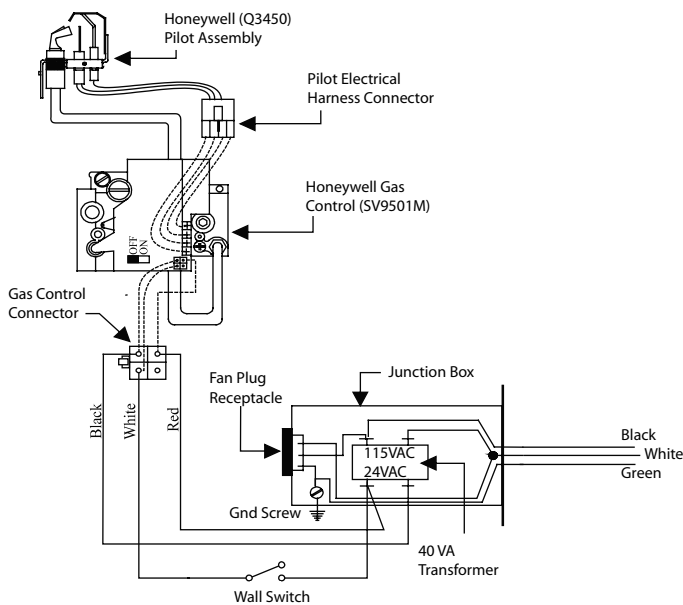 Honeywell (Q3450)
Pilot Assembly
Pilot Electrical
Harness Connector
Honeywell Gas
Control (SV9501M)
OFF
ON
Gas Control
Connector
Black
White
Red
Fan Plug
Receptacle
Junction Box
115VAC
24VAC
Black
White
Green
Gnd Screw
40 VA
Transformer
Wall Switch